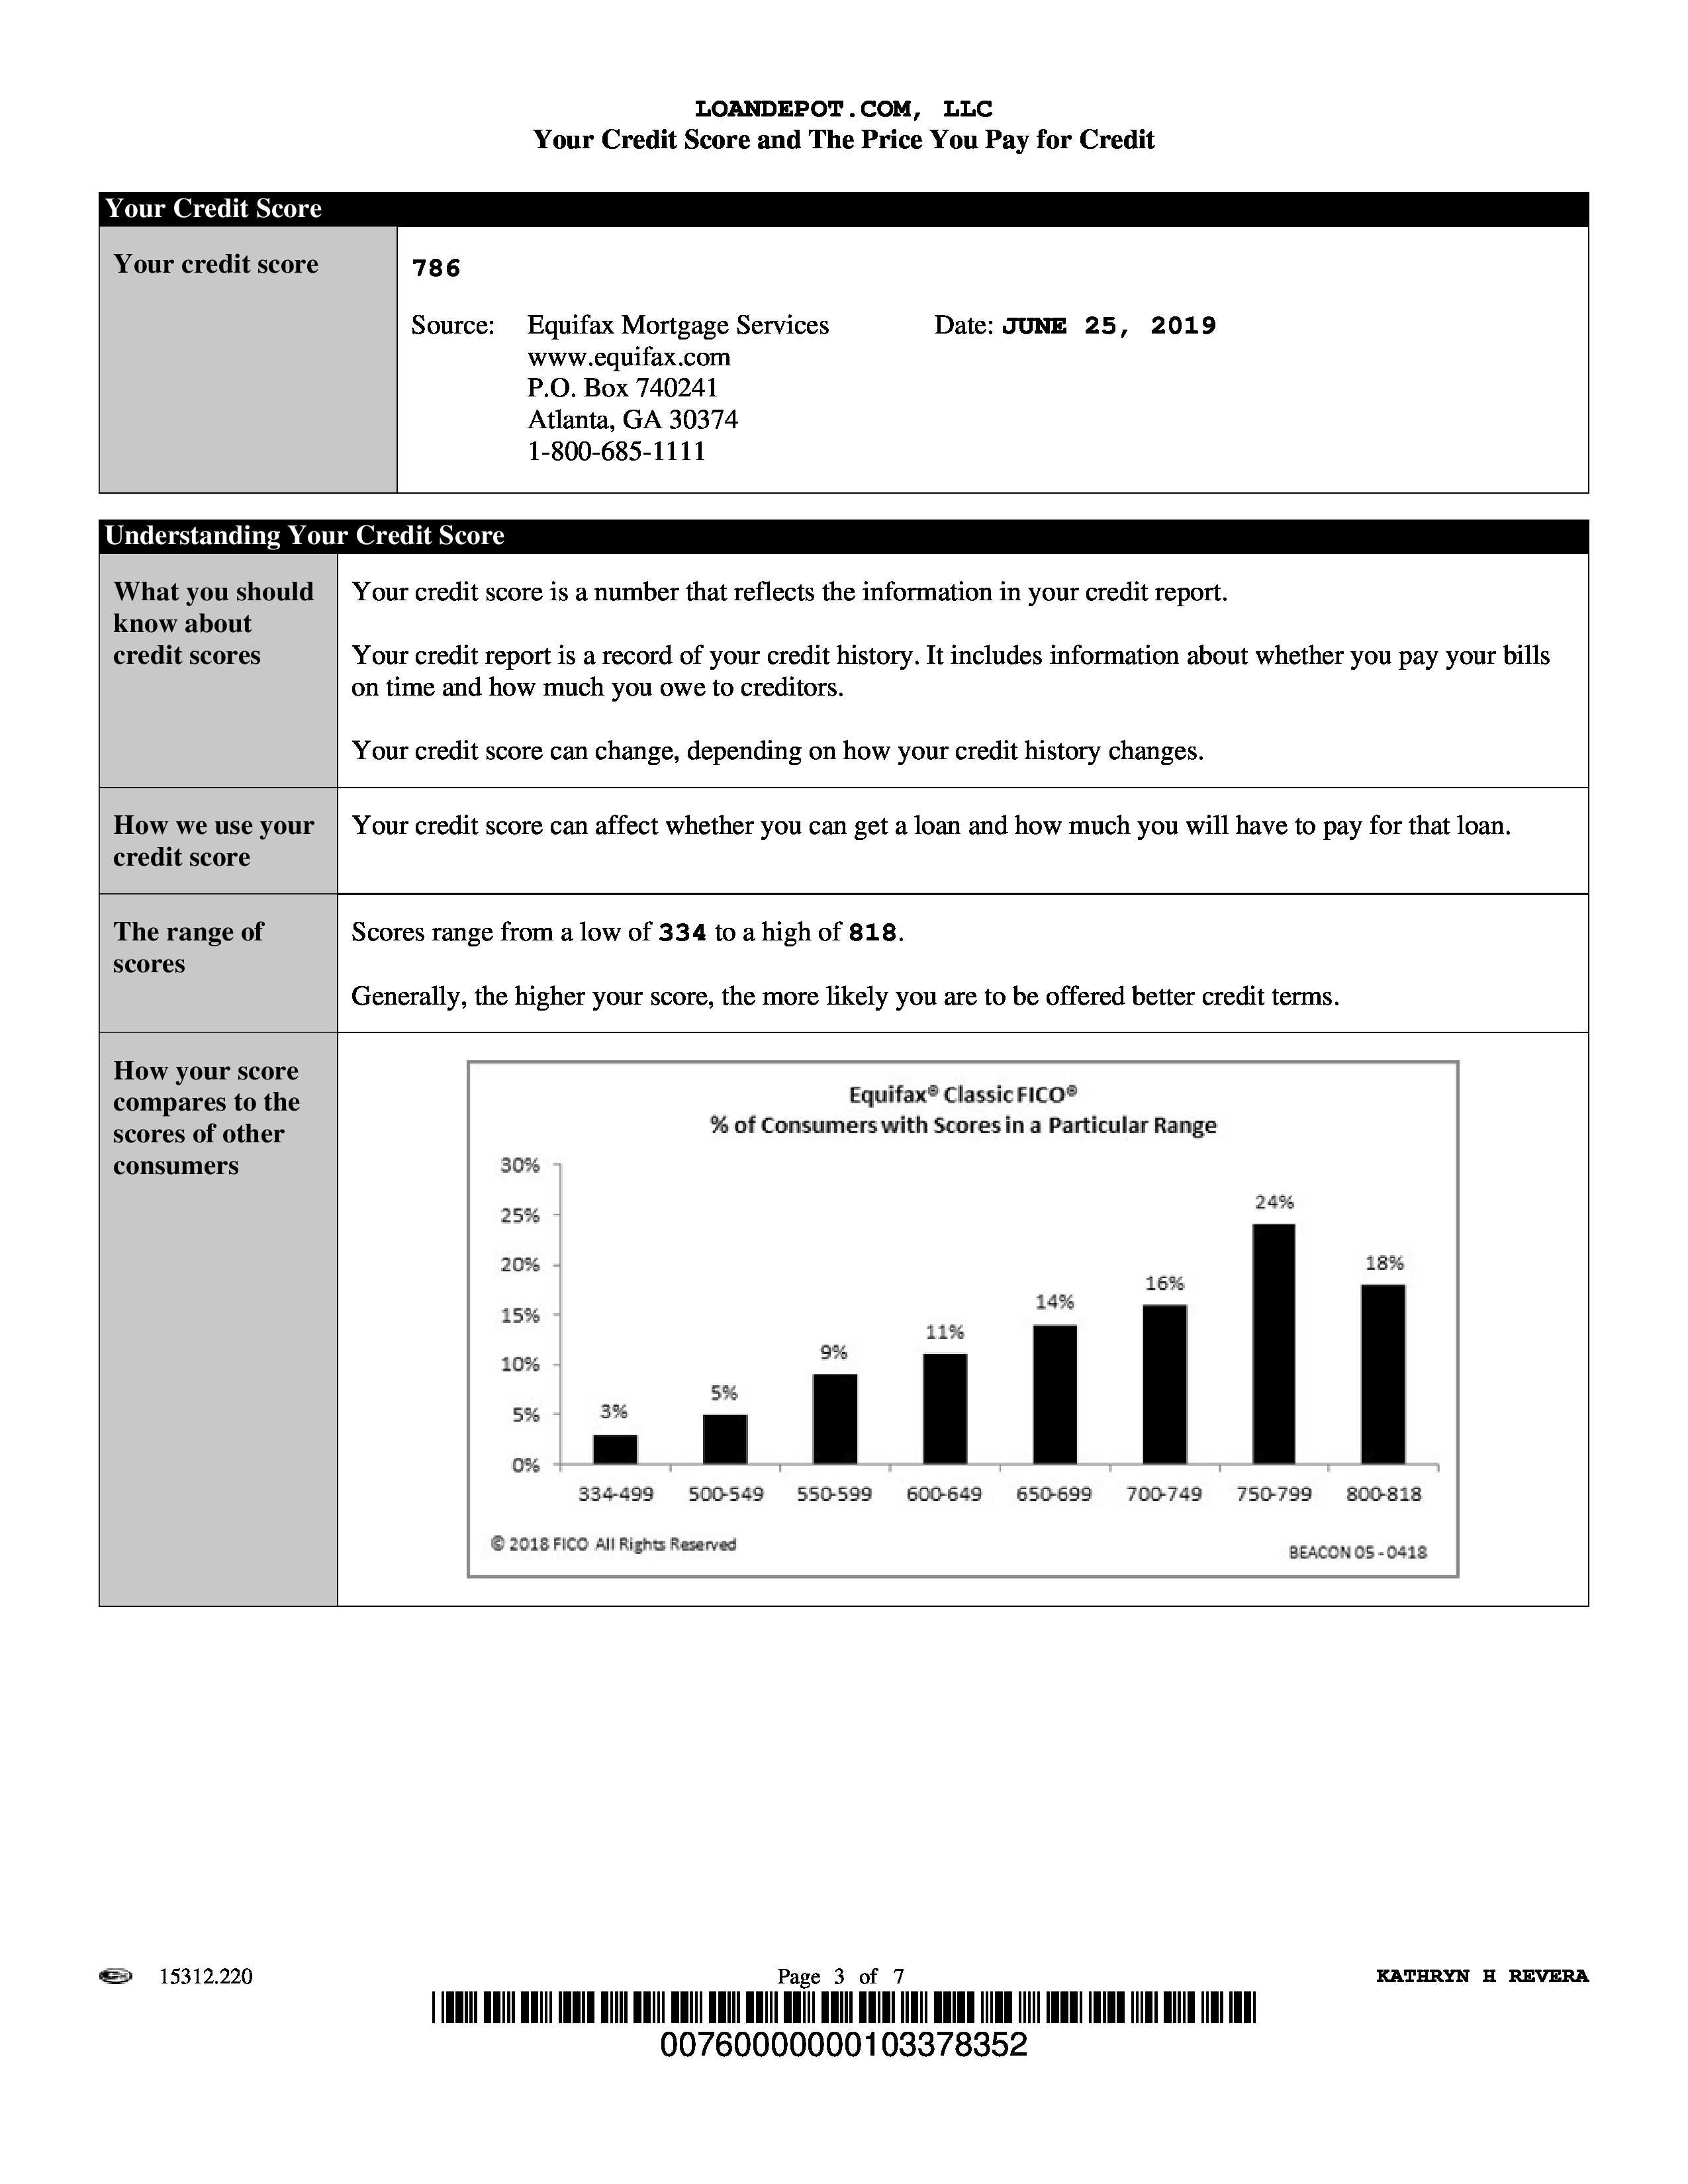 LOANDEPOT.COM, LLC
Your Credit Score and The Price You Pay for Credit
Your Credit Score
Your credit score
786
Source: Equifax Mortgage Services Date: JUNE 25, 2019
www.equifax.com
P.O. Box 740241
Atlanta, GA 30374
1-800-685-1111
Understanding Your Credit Score
What you should
know about
credit scores
Your credit score is a number that reflects the information in your credit report.
Your credit report is a record of your credit history. It includes information about whether you pay your bills
on time and how much you owe to creditors.
Your credit score can change, depending on how your credit history changes.
How we use your
credit score
Your credit score can affect whether you can get a loan and how much you will have to pay for that loan.
The range of
scores
Scores range from a low of 334 to a high of 818.
Generally, the higher your score, the more likely you are to be offered better credit terms.
How your score
compares to the
scores of other
consumers
Equifax® Classic FICO®
% of Consumers with Scores in a Particular Range
30%
25%
20%
15%
10%
5%
0%
3%
5%
9%
11%
14%
16%
24%
18%
334-499 500-549 550-599 600-649 650-699 700-749 750-799 800-818
© 2018 FICO All Rights Reserved
BEACON 05 - 0418
15312.220 Page 3 of 7 KATHRYN H REVERA
00760000000103378352